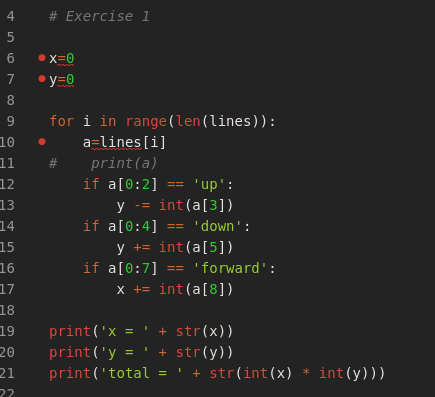 4 # Exercise 1
5
6 x=0
7 y=0
8
9 for i in range(len(lines)):
10     a=lines[i]
11 #    print(a)
12     if a[0:2] == 'up':
13         y -= int(a[3])
14     if a[0:4] == 'down':
15         y += int(a[5])
16     if a[0:7] == 'forward':
17         x += int(a[8])
18
19 print('x = ' + str(x))
20 print('y = ' + str(y))
21 print('total = ' + str(int(x) * int(y)))
22